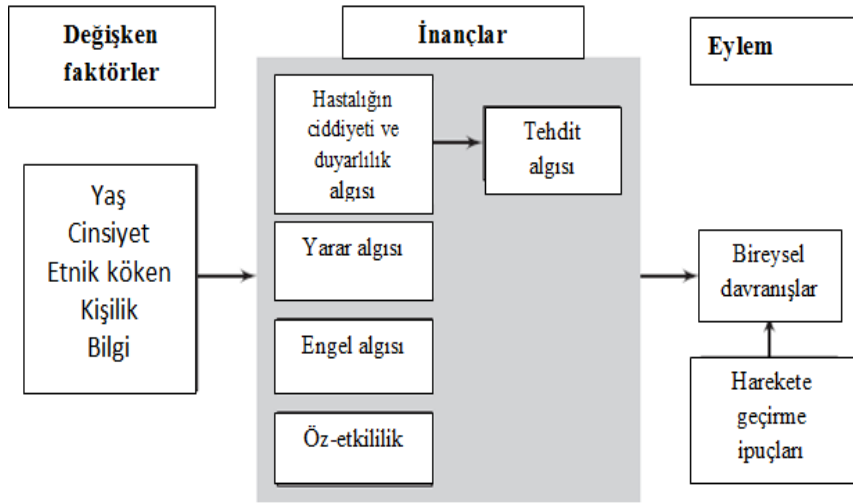 Değişken
faktörler
İnançlar
Eylem
Yaş
Cinsiyet
Etnik köken
Kişilik
Bilgi
Hastalığın
ciddiyeti ve
duyarlılık
algısı
Tehdit
algısı
Yarar algısı
Engel algısı
Öz-etkililik
Bireysel
davranışlar
Harekete
geçirme
ipuçları